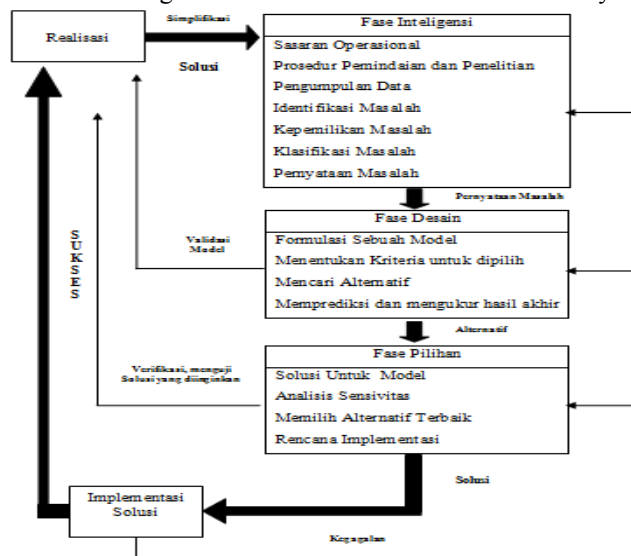 Simplifikasi
Realisasi
Solusi
Fase Inteligensi
Sasaran Operasional
Prosedur Pemindaian dan Penelitian
Pengumpulan Data
Identifikasi Masalah
Kepemilikan Masalah
Klasifikasi Masalah
Pernyataan Masalah
Pernyataan Masalah
Fase Desain
Formulasi Sebuah Model
Menentukan Kriteria untuk dipilih
Mencari Alternatif
Memprediksi dan mengukur hasil akhir
Validasi
Model
SUKSES
Alternatif
Fase Pilihan
Solusi Untuk Model
Analisis Sensivitas
Memilih Alternatif Terbaik
Rencana Implementasi
Verifikasi, menguji
Solusi yang diinginkan
Solusi
Implementasi
Solusi
Kegagalan